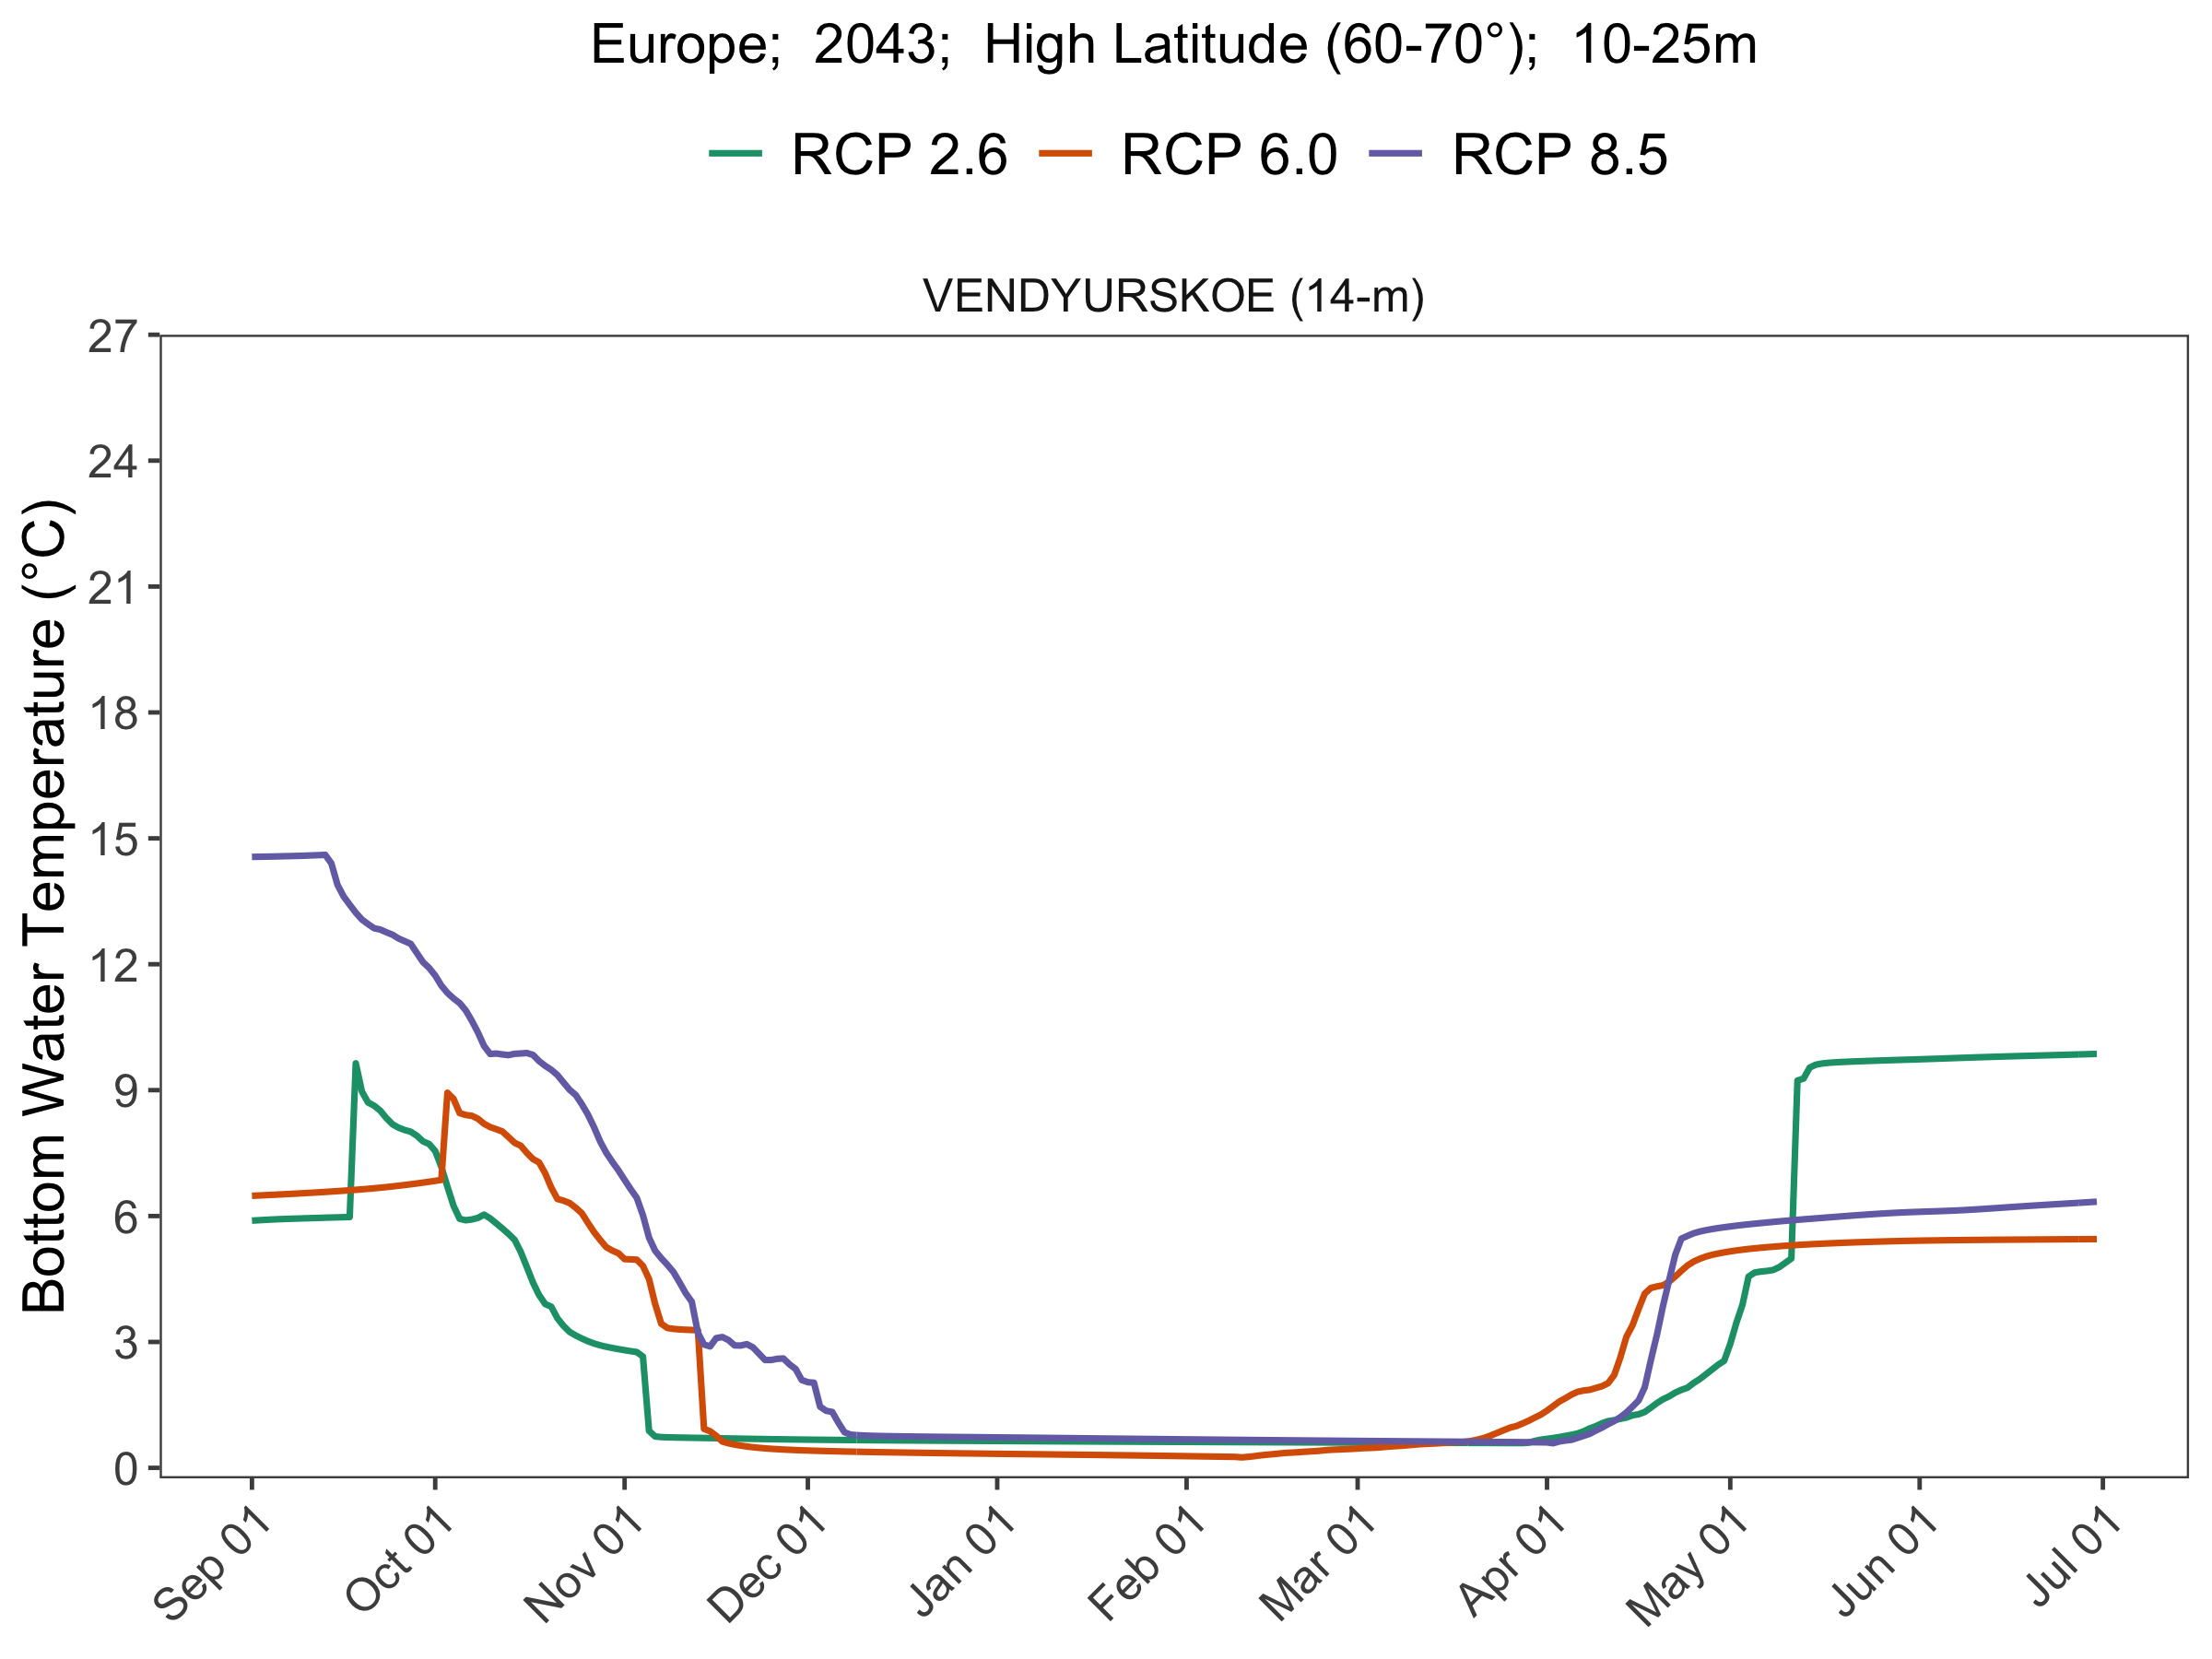 Europe; 2043; High Latitude (60-70°); 10-25m
RCP 2.6 RCP 6.0 RCP 8.5
VENDYURSKOE (14-m)
Bottom Water Temperature (°C)
27
24
21
18
15
12
9
6
3
0
Sep 01 Oct 01 Nov 01 Dec 01 Jan 01 Feb 01 Mar 01 Apr 01 May 01 Jun 01 Jul 01